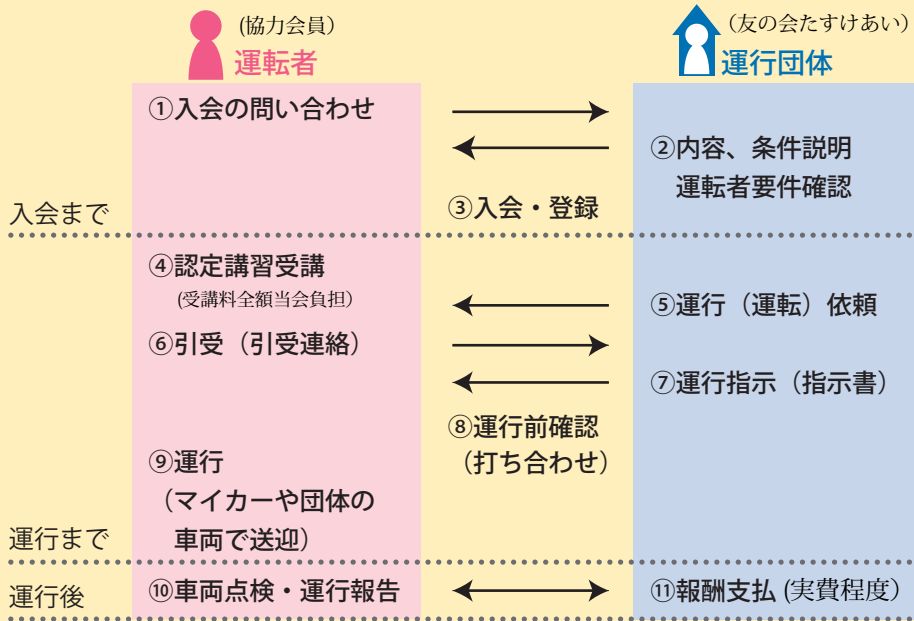 (協力会員)
運転者
(友の会たすけあい)
運行団体
①入会の問い合わせ
②内容、条件説明
運転者要件確認
③入会・登録
入会まで
④認定講習受講
(受講料全額当会負担)
⑤運行(運転)依頼
⑥引受(引受連絡)
⑦運行指示(指示書)
⑧運行前確認
(打ち合わせ)
⑨運行
(マイカーや団体の
車両で送迎)
運行まで
運行後
⑩車両点検・運行報告
⑪報酬支払(実費程度)